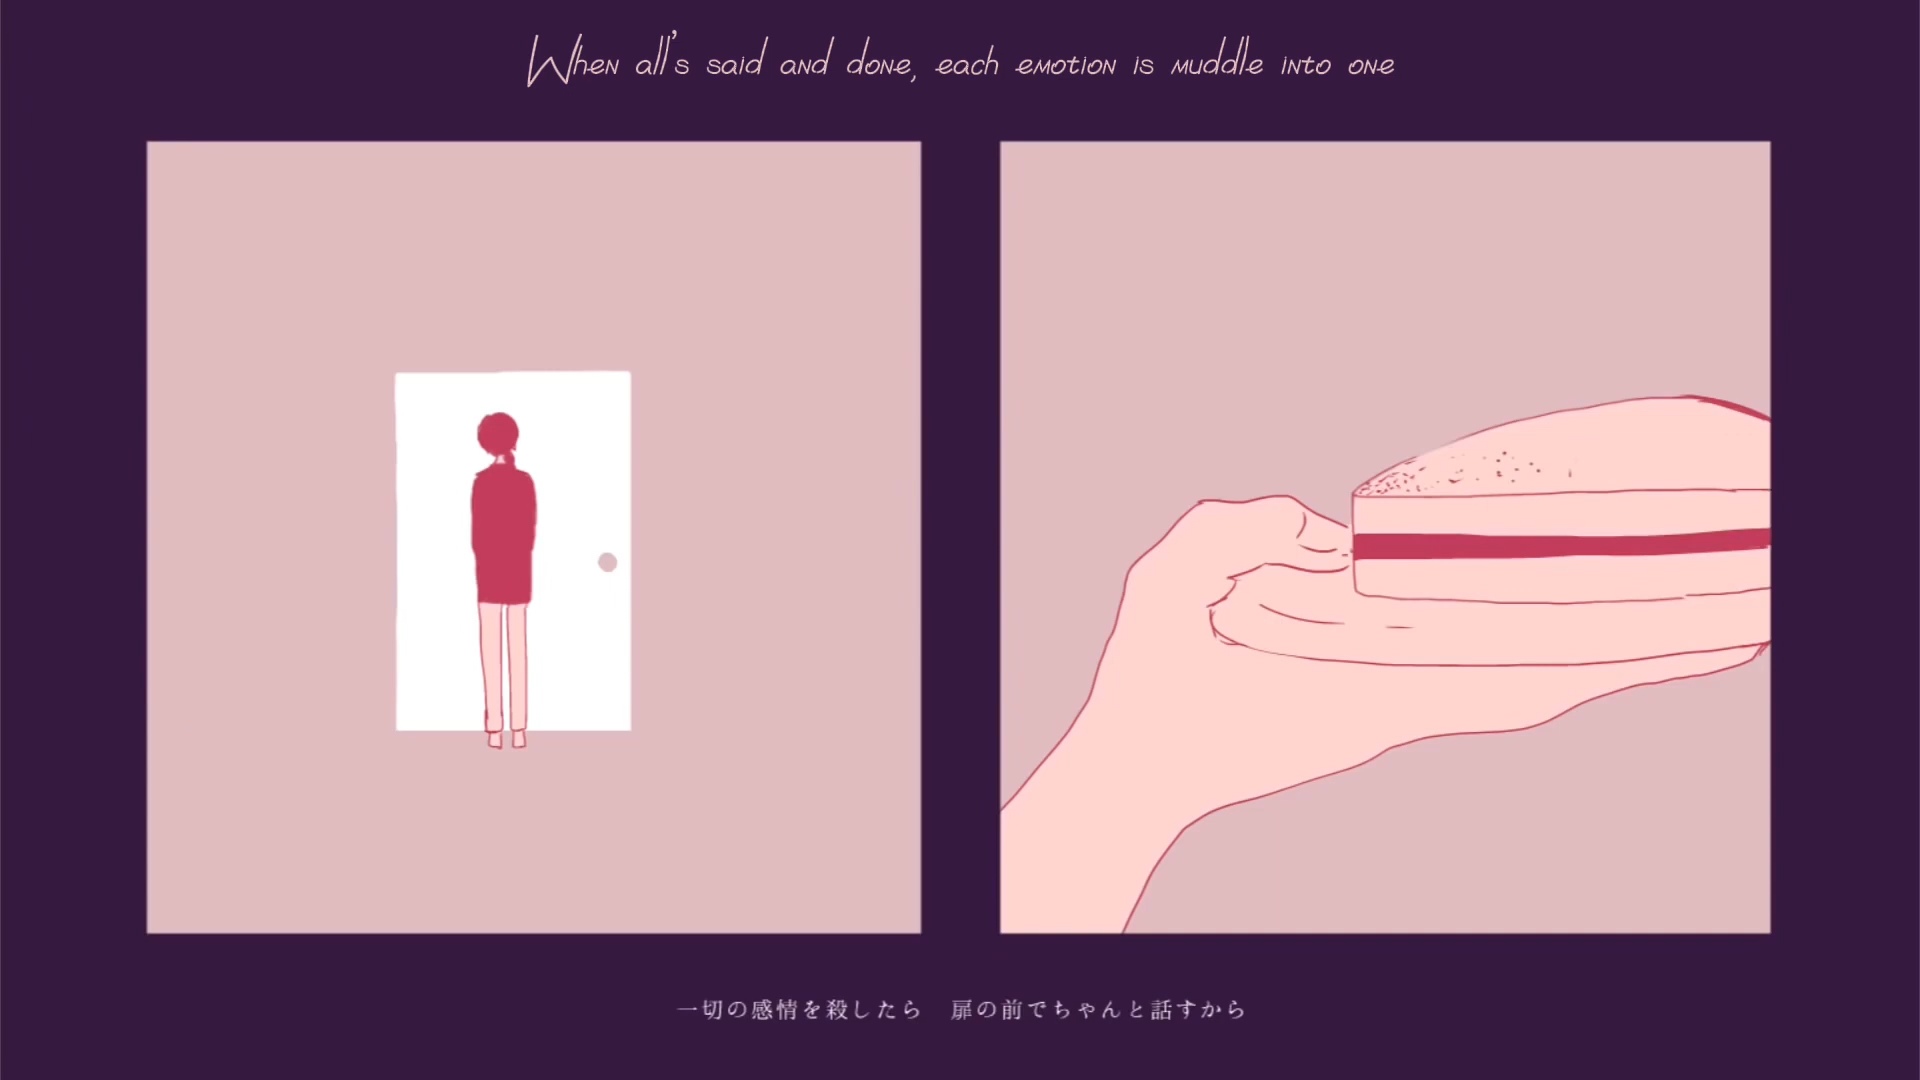 When all's said and done, each emotion is muddle into one
一切の感情を殺したら　扉の前でちゃんと話すから